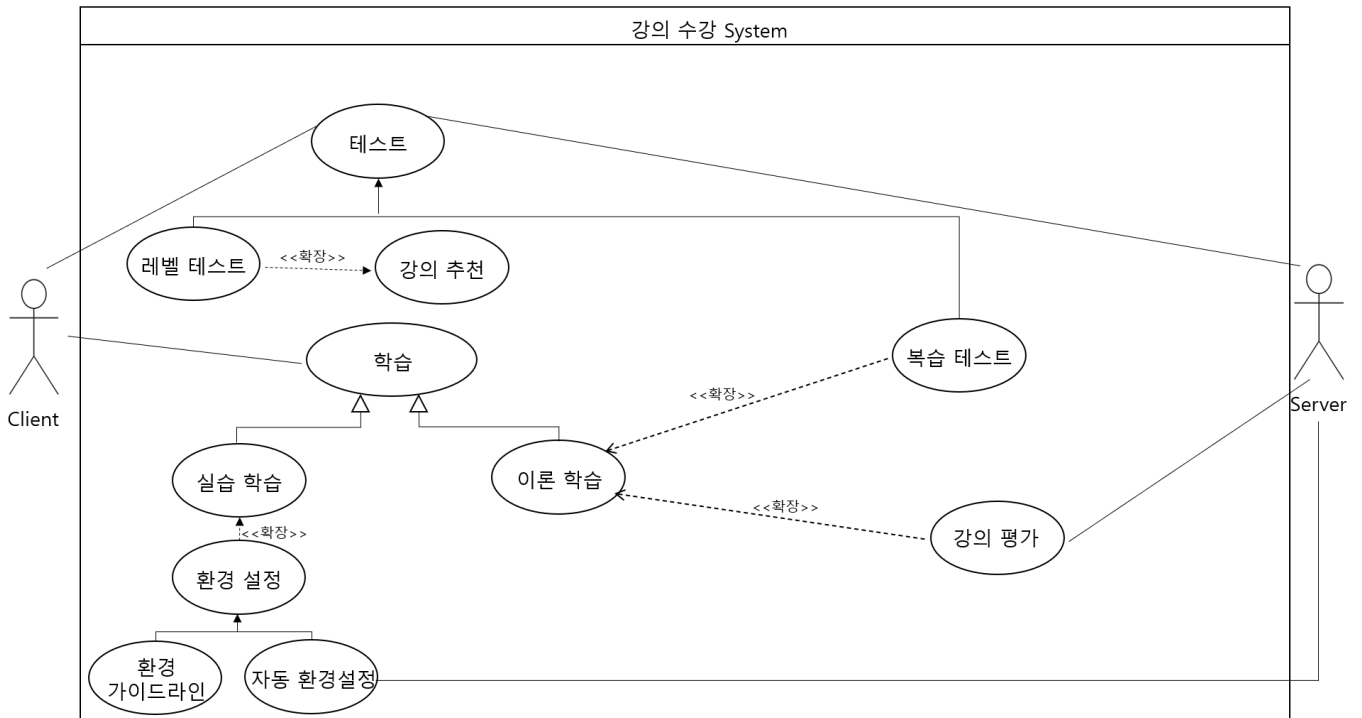 강의 수강 System
테스트
레벨 테스트
<<확장>>
강의 추천
학습
복습 테스트
<<확장>>
Client
Server
실습 학습
이론 학습
<<확장>>
<<확장>>
강의 평가
환경 설정
환경
가이드라인
자동 환경설정